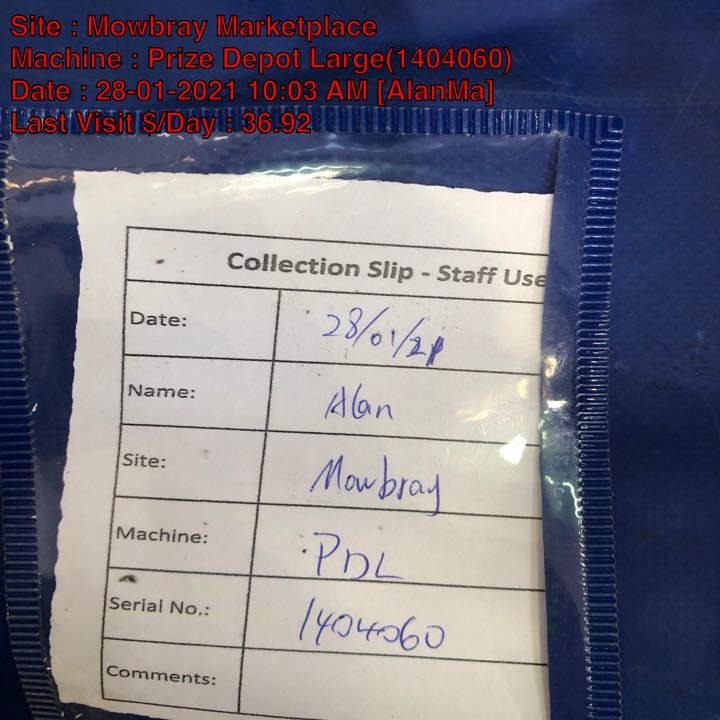 Site : Mowbray Marketplace
Machine : Prize Depot Large(1404060)
Date : 28-01-2021 10:03 AM [AlanMa]
Last Visit $/Day : 36.92
Collection Slip - Staff Use
Date: 28/01/21
Name: Alan
Site: Mowbray
Machine: PDL
Serial No.: 1404060
Comments: